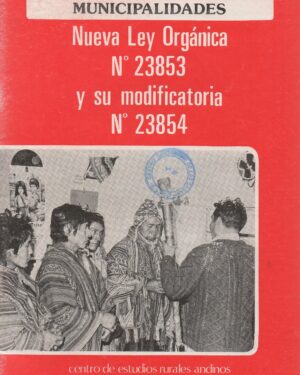 MUNICIPALIDADES
Nueva Ley Orgánica
N° 23853
y su modificatoria
N° 23854
centro de estudios rurales andinos